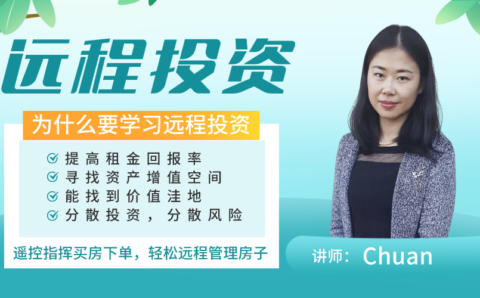 远程投资
为什么要学习远程投资
提高租金回报率
寻找资产增值空间
能找到价值洼地
分散投资，分散风险
遥控指挥买房下单，轻松远程管理房子
讲师：Chuan